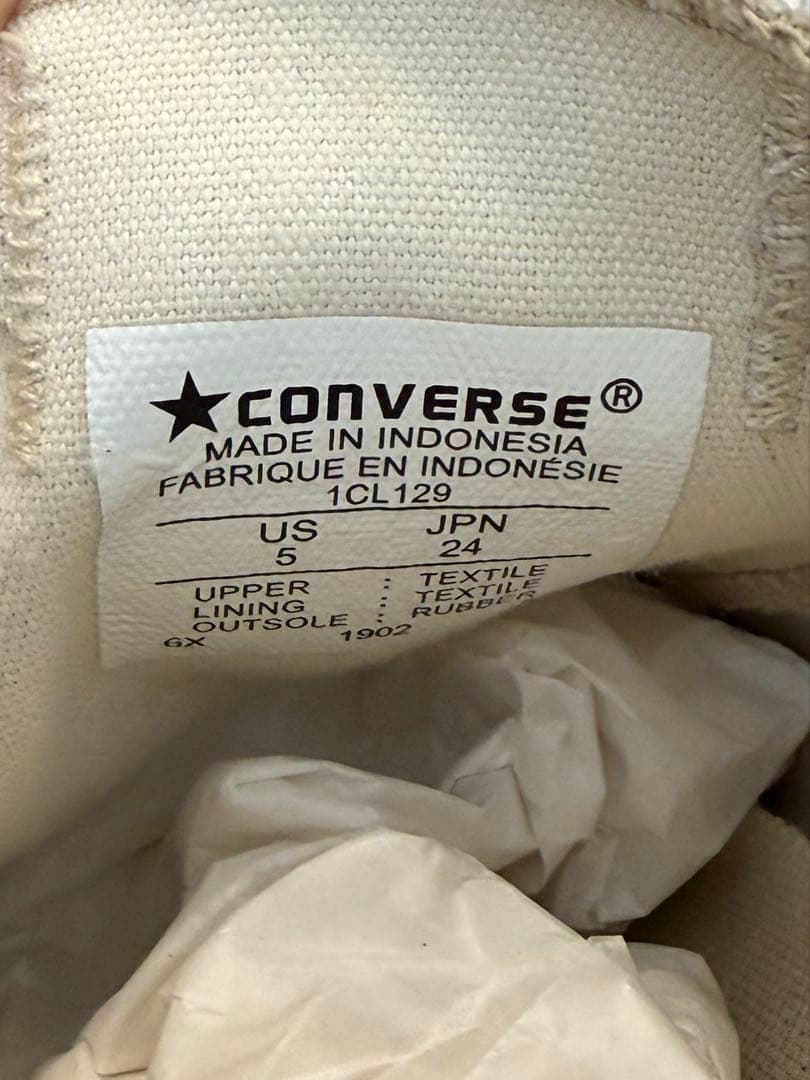 ★CONVERSE®
MADE IN INDONESIA
FABRIQUE EN INDONÉSIE
1CL129
US JPN
5 24
UPPER : TEXTILE
LINING : TEXTILE
OUTSOLE : RUBBER
6X 1902